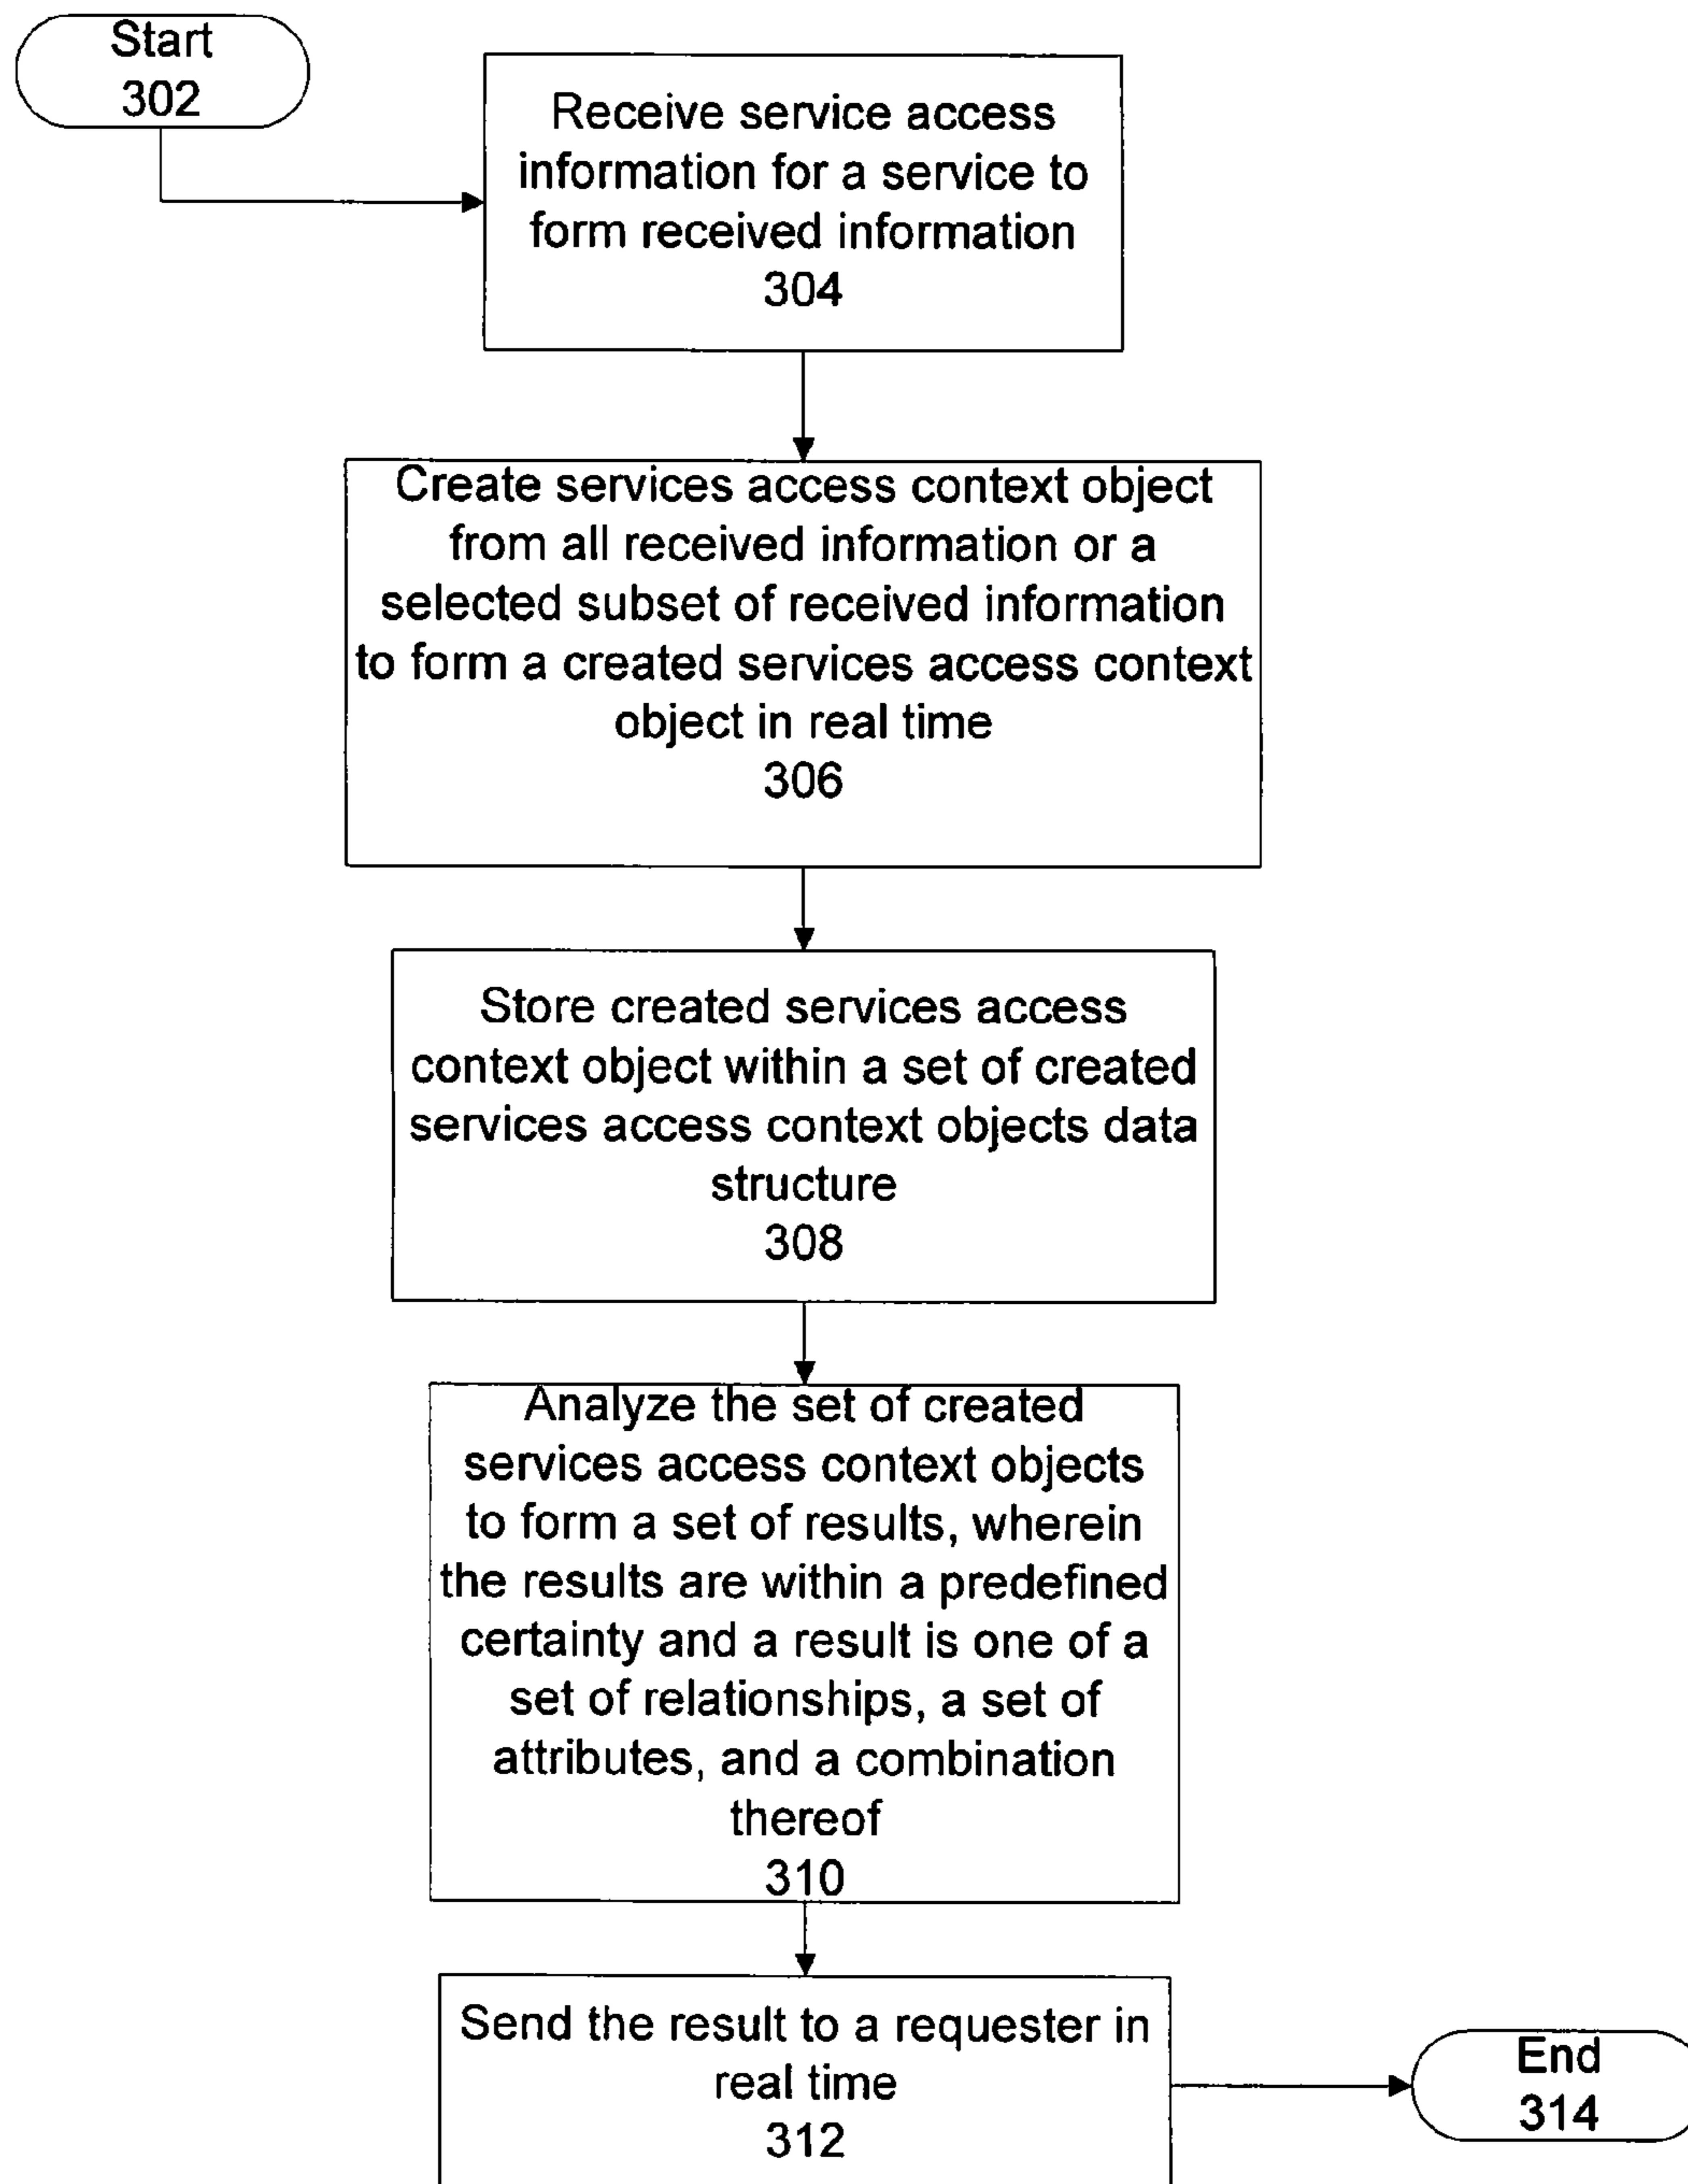 Start
302
Receive service access
information for a service to
form received information
304
Create services access context object
from all received information or a
selected subset of received information
to form a created services access context
object in real time
306
Store created services access
context object within a set of created
services access context objects data
structure
308
Analyze the set of created
services access context objects
to form a set of results, wherein
the results are within a predefined
certainty and a result is one of a
set of relationships, a set of
attributes, and a combination
thereof
310
Send the result to a requester in
real time
312
End
314